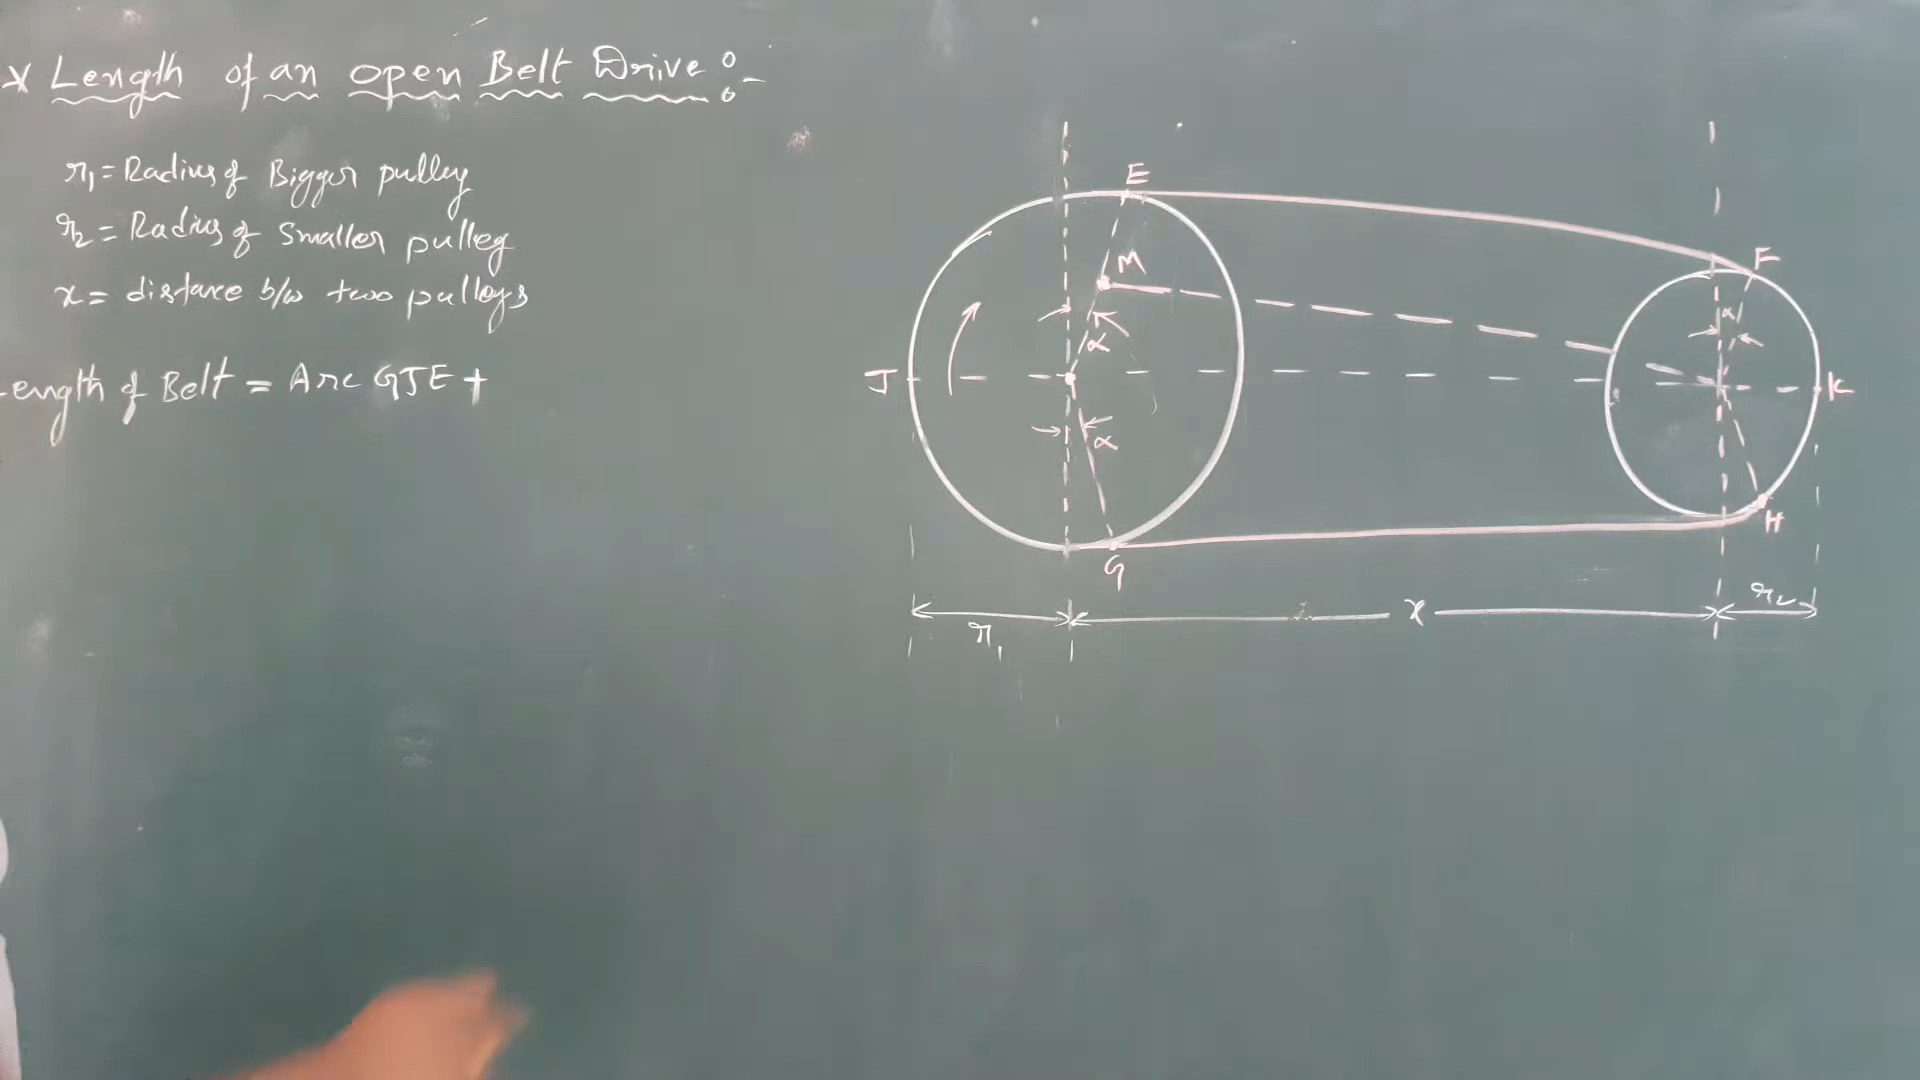 * Length of an open Belt Drive :-
r1 = Radius of Bigger pulley
r2 = Radius of Smaller pulley
x = distance b/w two pulleys
Length of Belt = Arc GJE +
E
M
F
α
α
J
K
α
H
G
r1
x
r2